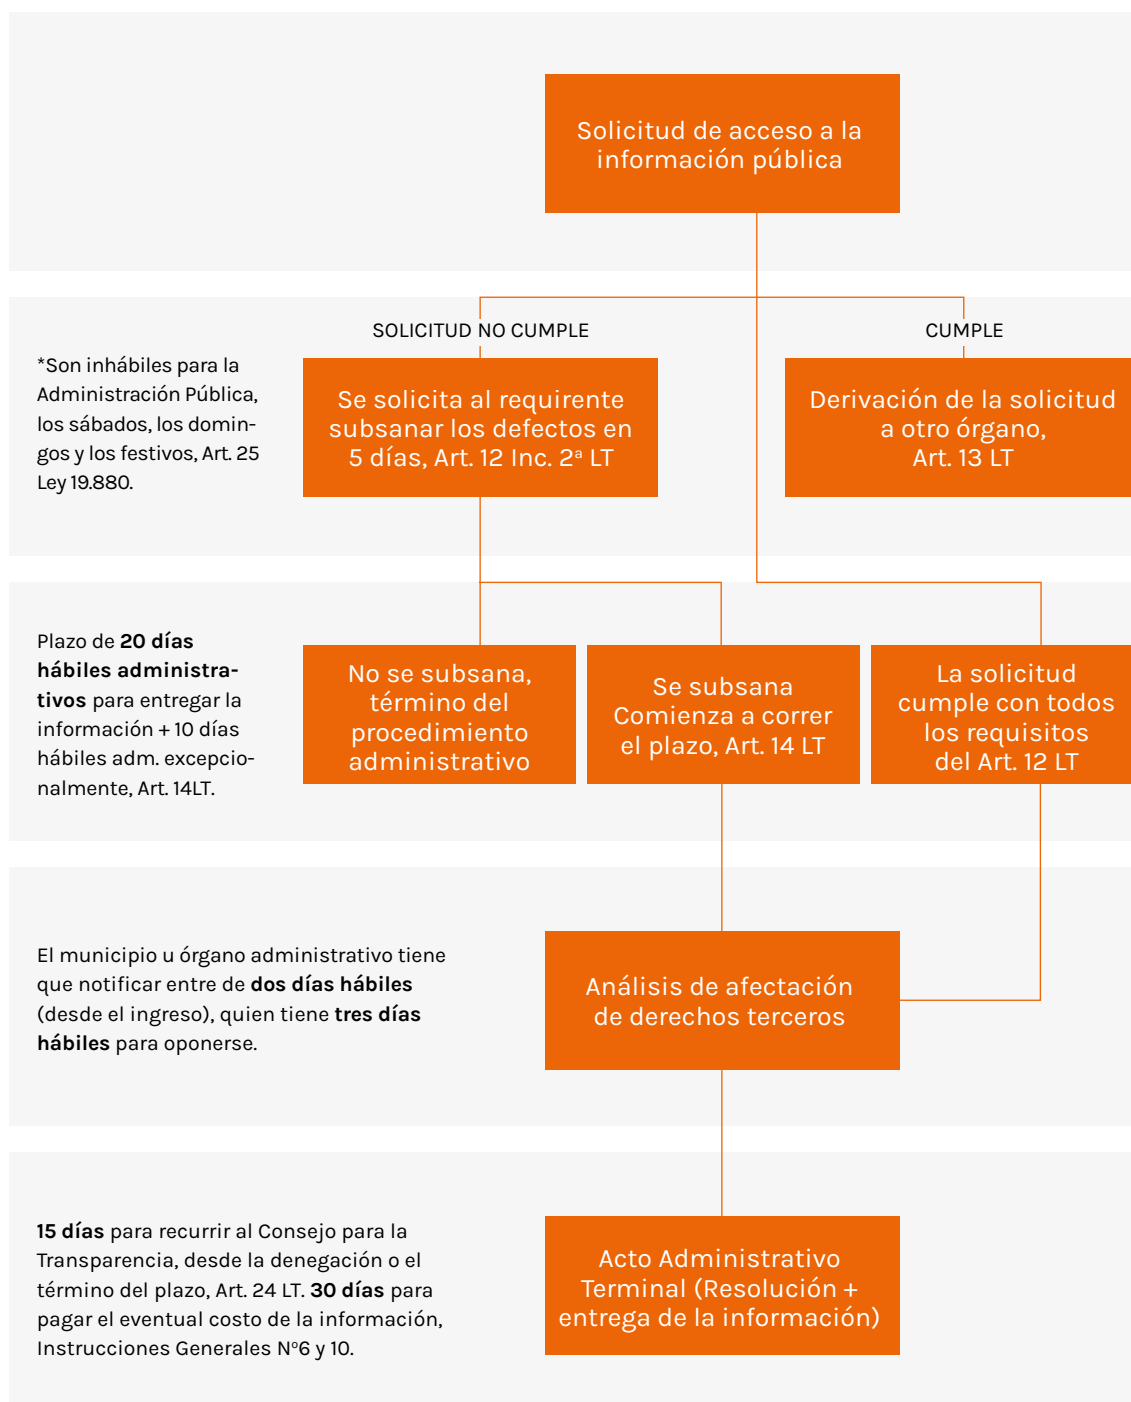 Solicitud de acceso a la
información pública
SOLICITUD NO CUMPLE
CUMPLE
*Son inhábiles para la
Administración Pública,
los sábados, los domin-
gos y los festivos, Art. 25
Ley 19.880.
Se solicita al requirente
subsanar los defectos en
5 días, Art. 12 Inc. 2ª LT
Derivación de la solicitud
a otro órgano,
Art. 13 LT
Plazo de 20 días
hábiles administra-
tivos para entregar la
información + 10 días
hábiles adm. excepcio-
nalmente, Art. 14LT.
No se subsana,
término del
procedimiento
administrativo
Se subsana
Comienza a correr
el plazo, Art. 14 LT
La solicitud
cumple con todos
los requisitos
del Art. 12 LT
El municipio u órgano administrativo tiene
que notificar entre de dos días hábiles
(desde el ingreso), quien tiene tres días
hábiles para oponerse.
Análisis de afectación
de derechos terceros
15 días para recurrir al Consejo para la
Transparencia, desde la denegación o el
término del plazo, Art. 24 LT. 30 días para
pagar el eventual costo de la información,
Instrucciones Generales Nº6 y 10.
Acto Administrativo
Terminal (Resolución +
entrega de la información)